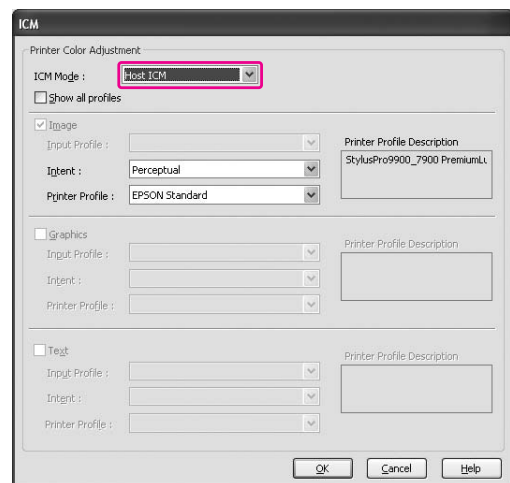 ICM
Printer Color Adjustment
ICM Mode :
Host ICM
Show all profiles
Image
Input Profile :
Intent :
Perceptual
Printer Profile :
EPSON Standard
Printer Profile Description
StylusPro9900_7900 PremiumLu
Graphics
Input Profile :
Intent :
Printer Profile :
Printer Profile Description
Text
Input Profile :
Intent :
Printer Profile :
Printer Profile Description
OK
Cancel
Help